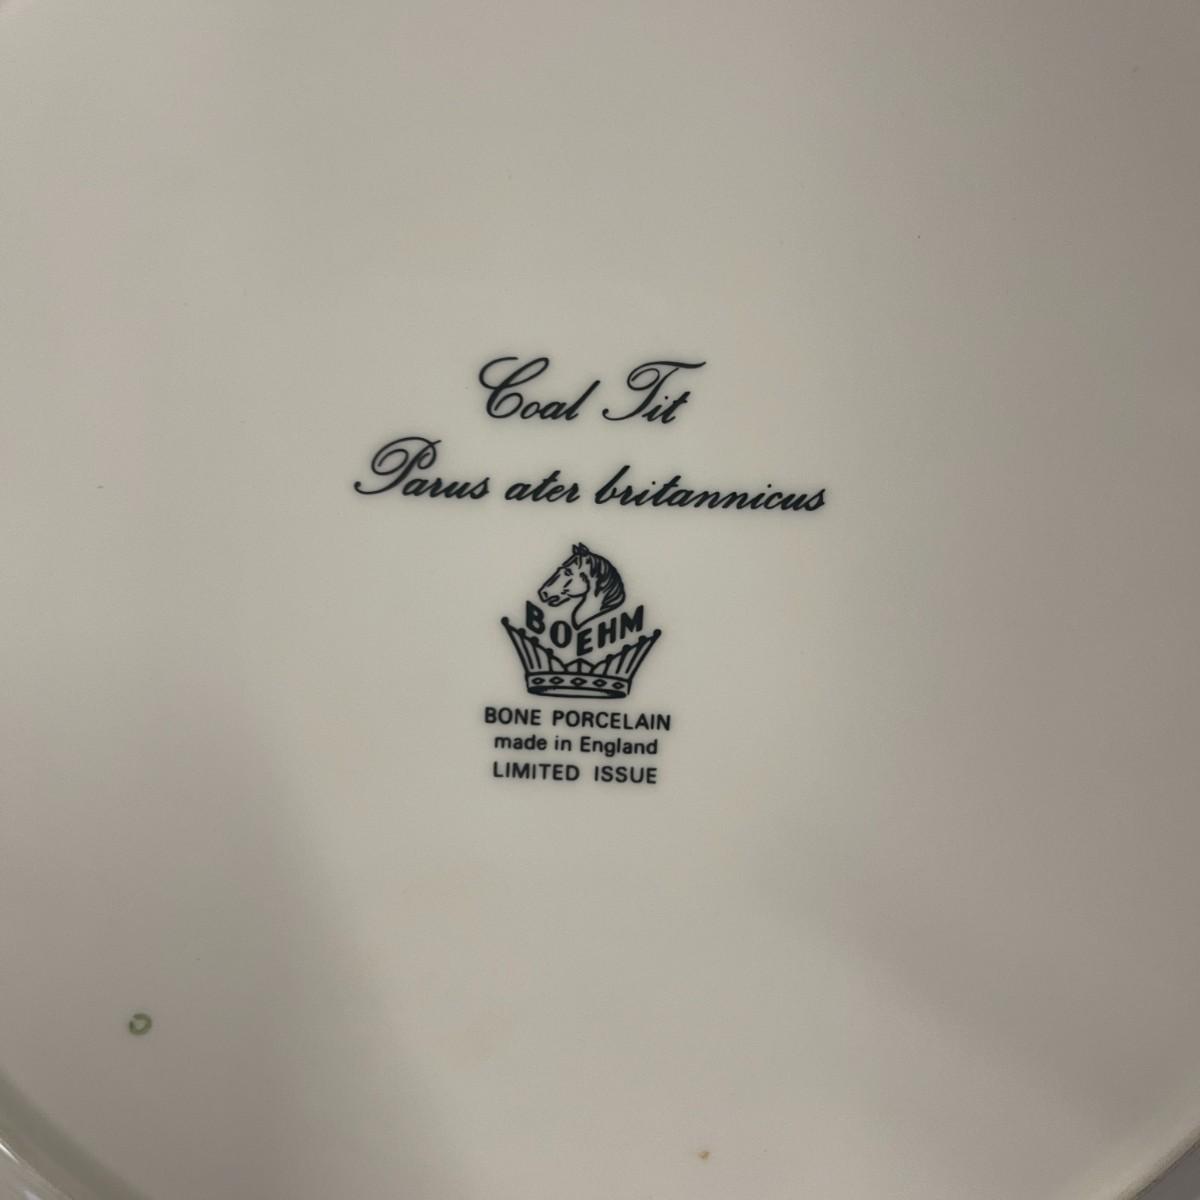 Coal Tit
Parus ater britannicus
BOEHM
BONE PORCELAIN
made in England
LIMITED ISSUE